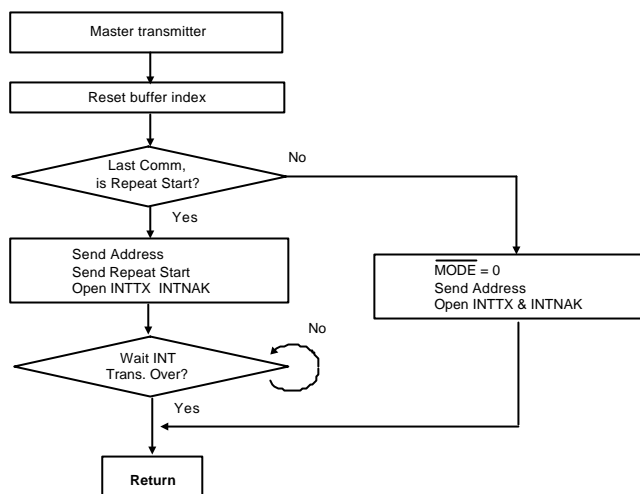 Master transmitter
Reset buffer index
Last Comm,
is Repeat Start?
No
Yes
Send Address
Send Repeat Start
Open INTTX INTNAK
MODE = 0
Send Address
Open INTTX & INTNAK
No
Wait INT
Trans. Over?
Yes
Return